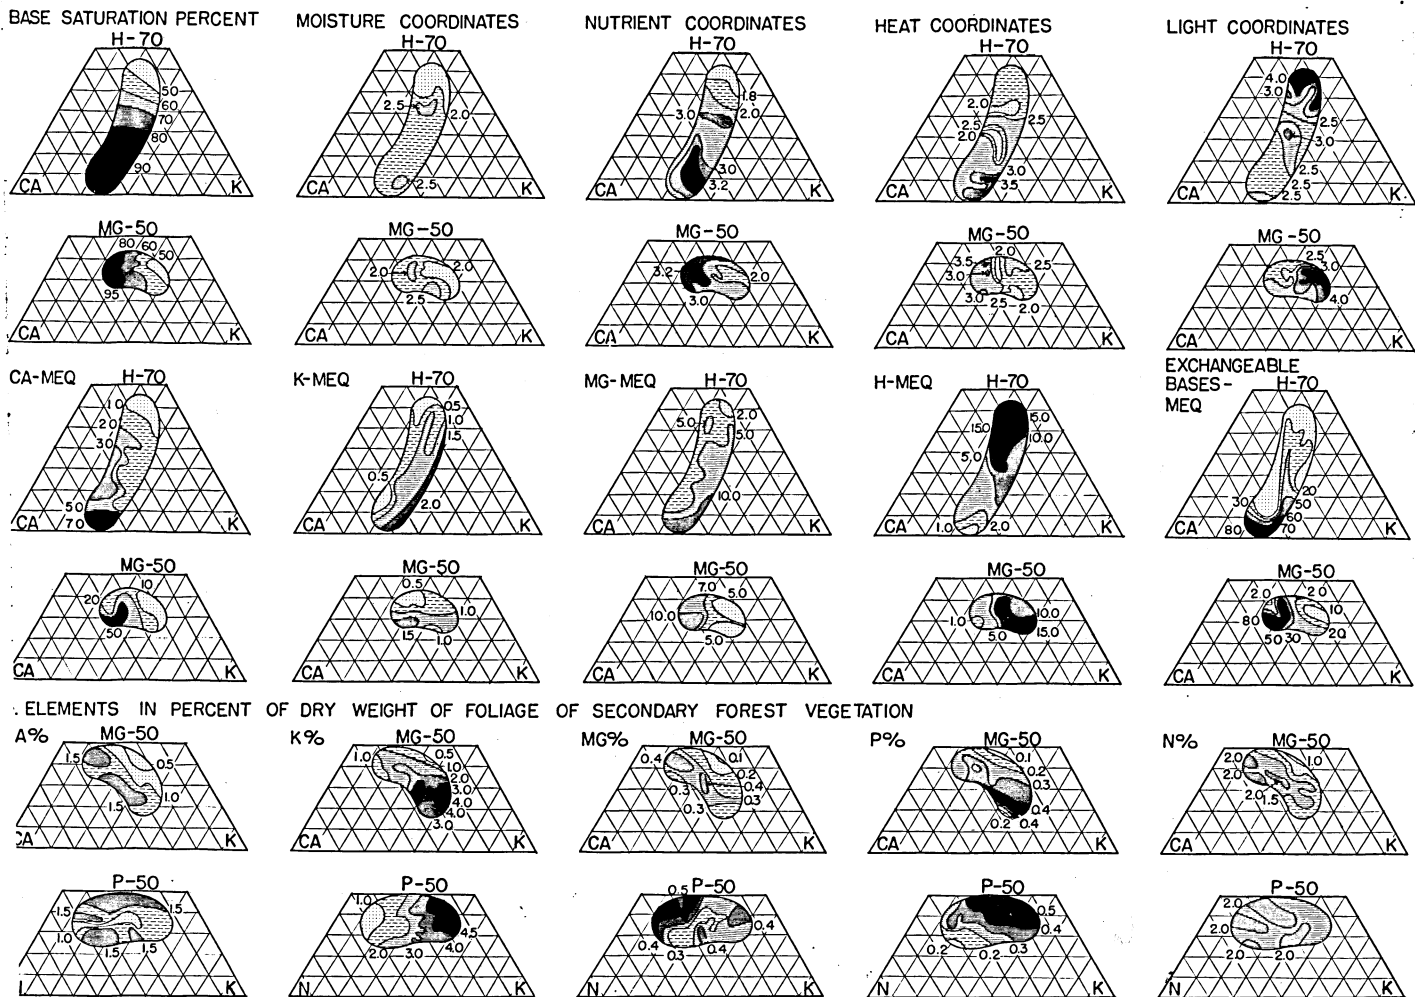 BASE SATURATION PERCENT
H-70
50
60
70
80
90
CA K
MOISTURE COORDINATES
H-70
2.5
2.0
2.5
CA K
NUTRIENT COORDINATES
H-70
1.8
2.0
3.0
3.0
3.2
CA K
HEAT COORDINATES
H-70
2.0
2.5
2.5
2.0
3.0
3.5
CA K
LIGHT COORDINATES
H-70
4.0
3.0
2.5
3.0
2.5
2.5
2.5
CA K
MG-50
80 60
50
95
CA K
MG-50
2.0 2.0
2.5
CA K
MG-50
3.2 2.0
3.0
CA K
MG-50
2.0
3.5 2.5
3.0
3.0 25 2.0
CA K
MG-50
2.5
3.0
4.0
CA K
CA-MEQ H-70
10
20
30
50
70
CA K
K-MEQ H-70
0.5
1.0
1.5
0.5
2.0
CA K
MG-MEQ H-70
2.0
5.0 5.0
10.0
CA K
H-MEQ H-70
15.0 5.0
10.0
5.0
1.0 2.0
CA K
EXCHANGEABLE
BASES- H-70
MEQ
20
30 50
60
80 70
CA K
MG-50
10
20
50
CA K
MG-50
0.5
1.0
15 1.0
CA K
MG-50
7.0 5.0
10.0
5.0
CA K
MG-50
10.0
1.0 5.0 15.0
CA K
MG-50
2.0 2.0
10
80
50 30 20
CA K
. ELEMENTS IN PERCENT OF DRY WEIGHT OF FOLIAGE OF SECONDARY FOREST VEGETATION
A% MG-50
1.5 0.5
1.0
1.5
CA K
K% MG-50
1.0 0.5
1.0
2.0
3.0
4.0
4.0
3.0
CA K
MG% MG-50
0.4 0.1
0.2
0.4
0.3 0.3
0.3
CA K
P% MG-50
0.1
0.2
0.3
0.4
0.2 0.4
CA K
N% MG-50
2.0 1.0
2.0
2.0 1.5
CA K
P-50
1.5 1.5
1.0
1.5 1.5
K
P-50
1.0
4.5
2.0 3.0 4.0
N K
0.5 P-50
0.4
0.4 0.3 0.4
N K
P-50
0.5
0.4
0.2 0.2 0.3
N K
P-50
2.0
2.0
2.0 2.0
N K